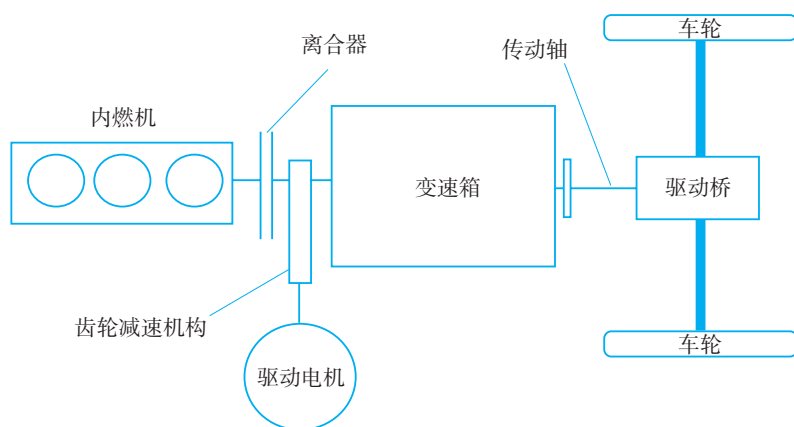 车轮
离合器
传动轴
内燃机
变速箱
驱动桥
齿轮减速机构
车轮
驱动电机